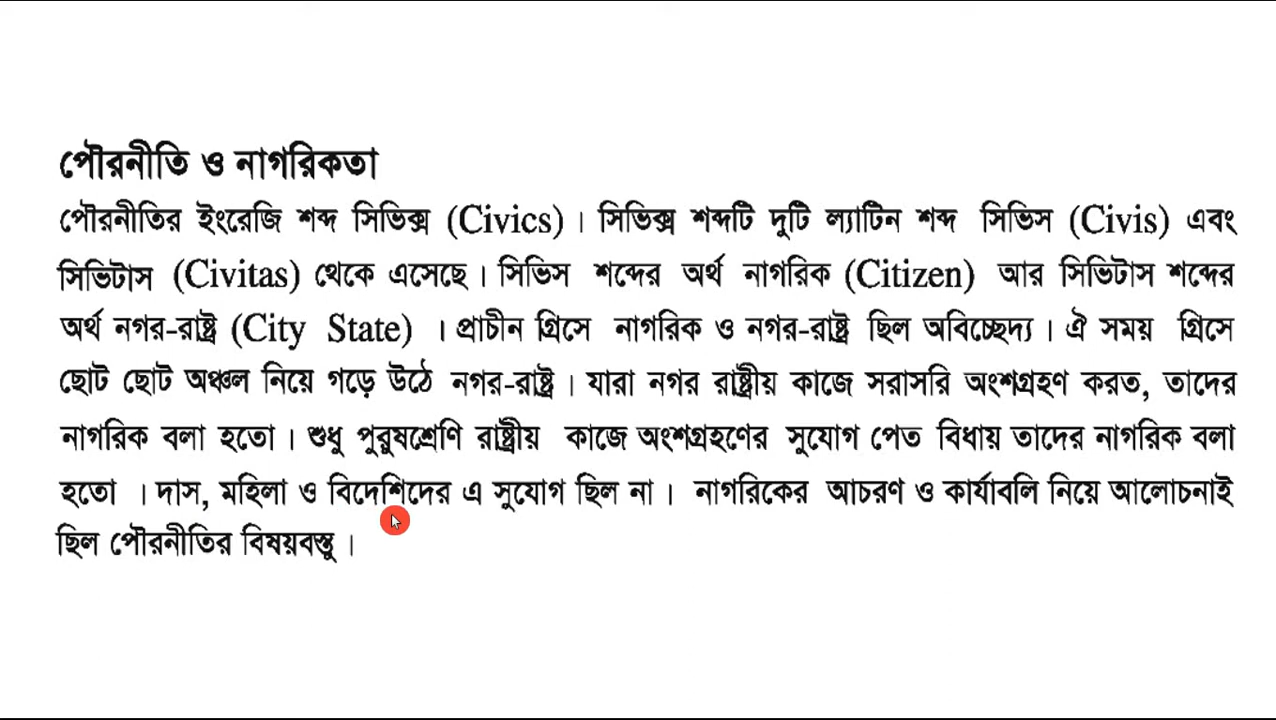 পৌরনীতি ও নাগরিকতা
পৌরনীতির ইংরেজি শব্দ সিভিক্স (Civics) । সিভিক্স শব্দটি দুটি ল্যাটিন শব্দ সিভিস (Civis) এবং
সিভিটাস (Civitas) থেকে এসেছে । সিভিস শব্দের অর্থ নাগরিক (Citizen) আর সিভিটাস শব্দের
অর্থ নগর-রাষ্ট্র (City State) । প্রাচীন গ্রিসে নাগরিক ও নগর-রাষ্ট্র ছিল অবিচ্ছেদ্য । ঐ সময় গ্রিসে
ছোট ছোট অঞ্চল নিয়ে গড়ে উঠে নগর-রাষ্ট্র । যারা নগর রাষ্ট্রীয় কাজে সরাসরি অংশগ্রহণ করত, তাদের
নাগরিক বলা হতো । শুধু পুরুষশ্রেণি রাষ্ট্রীয় কাজে অংশগ্রহণের সুযোগ পেত বিধায় তাদের নাগরিক বলা
হতো । দাস, মহিলা ও বিদেশিদের এ সুযোগ ছিল না । নাগরিকের আচরণ ও কার্যাবলি নিয়ে আলোচনাই
ছিল পৌরনীতির বিষয়বস্তু ।